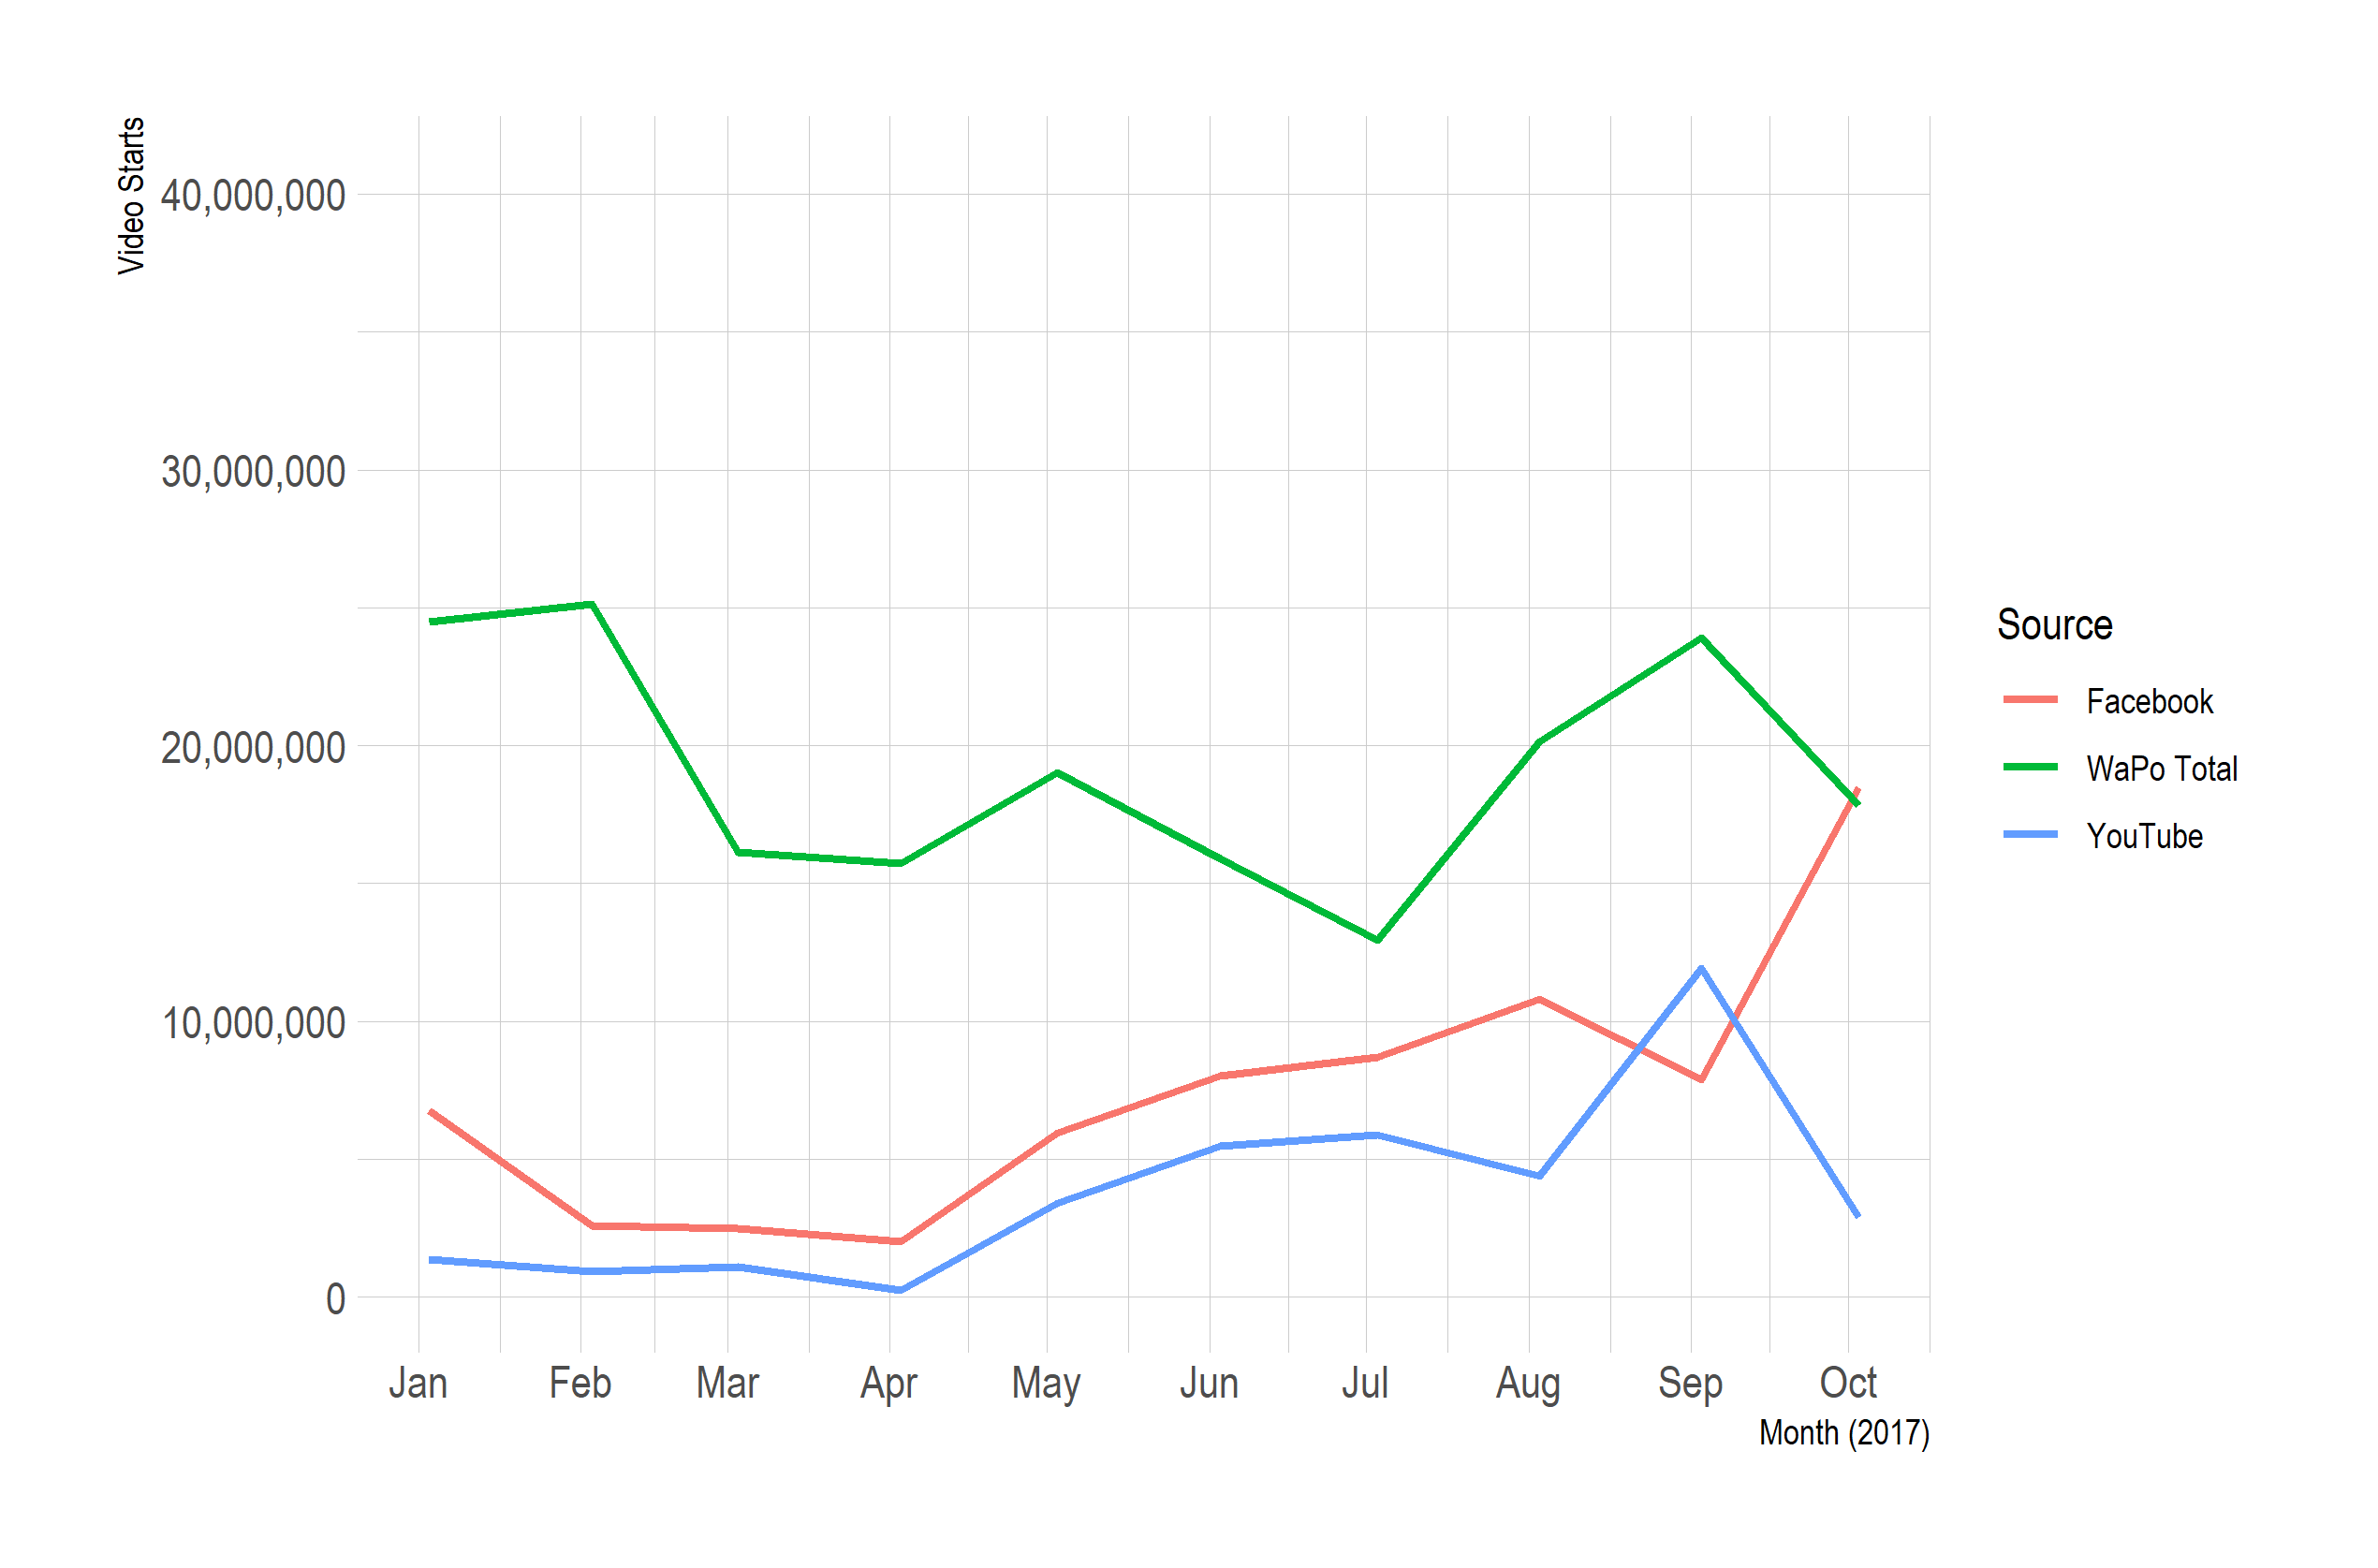 Video Starts
40,000,000
30,000,000
20,000,000
10,000,000
0
Jan Feb Mar Apr May Jun Jul Aug Sep Oct
Month (2017)
Source
Facebook
WaPo Total
YouTube